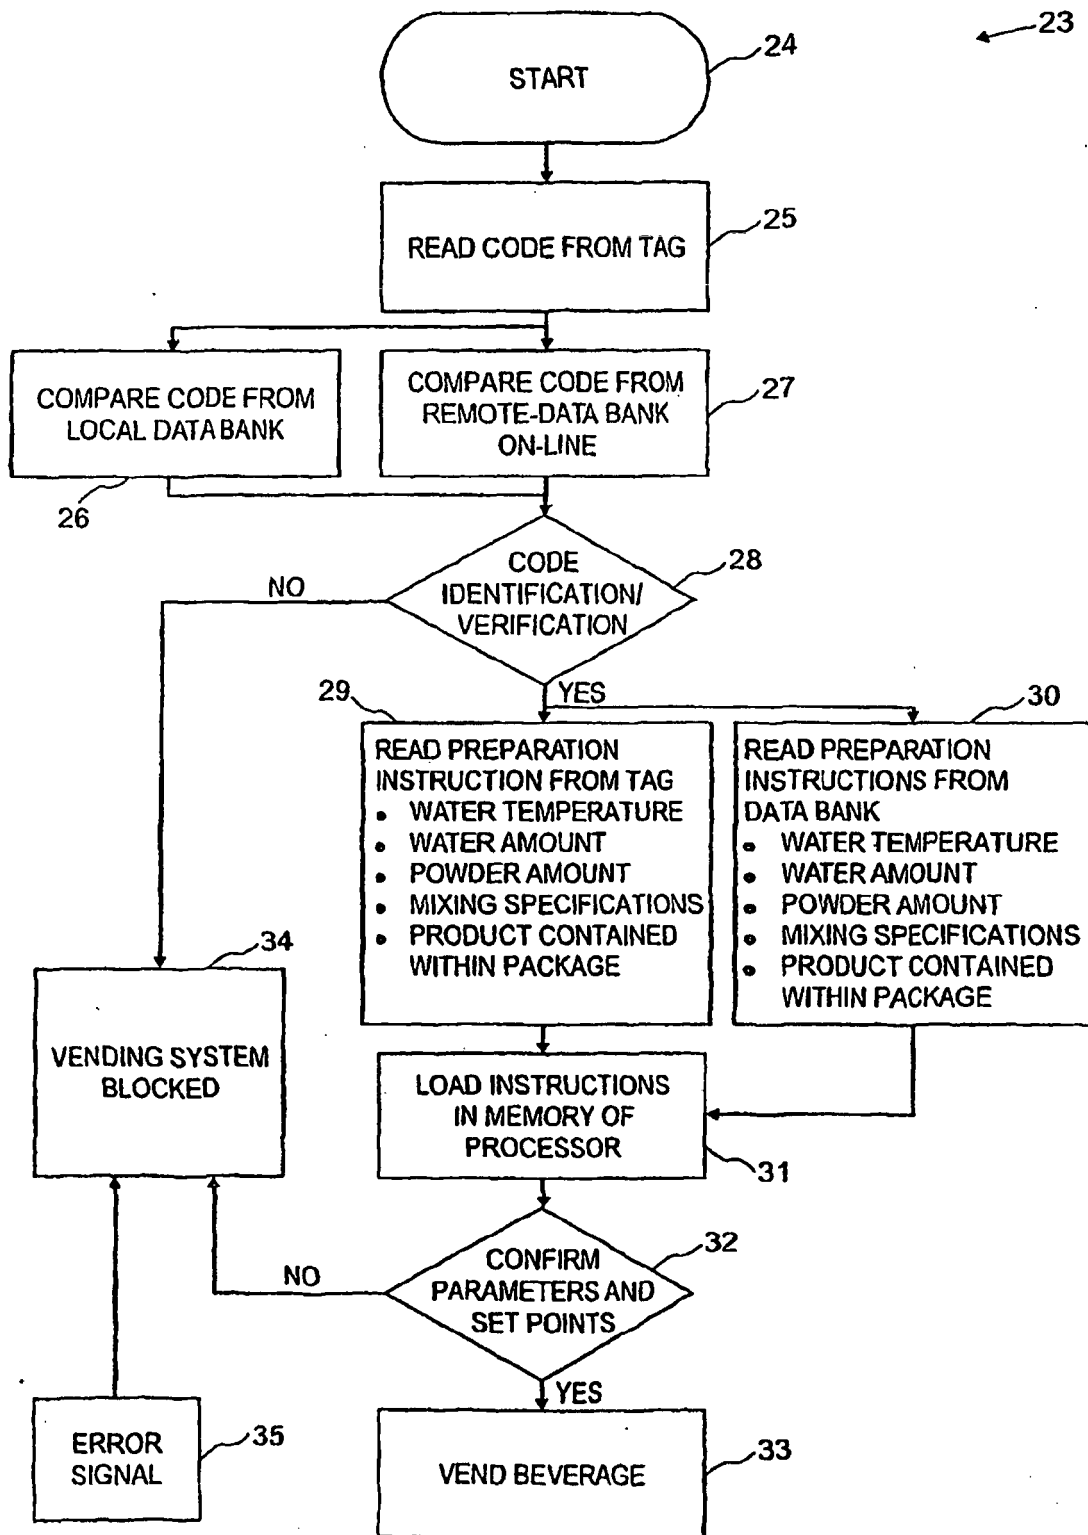 23
24
START
25
READ CODE FROM TAG
COMPARE CODE FROM
LOCAL DATA BANK
26
COMPARE CODE FROM
REMOTE-DATA BANK
ON-LINE
27
CODE
IDENTIFICATION/
VERIFICATION
28
NO
YES
29
READ PREPARATION
INSTRUCTION FROM TAG
• WATER TEMPERATURE
• WATER AMOUNT
• POWDER AMOUNT
• MIXING SPECIFICATIONS
• PRODUCT CONTAINED
WITHIN PACKAGE
30
READ PREPARATION
INSTRUCTIONS FROM
DATA BANK
• WATER TEMPERATURE
• WATER AMOUNT
• POWDER AMOUNT
• MIXING SPECIFICATIONS
• PRODUCT CONTAINED
WITHIN PACKAGE
34
VENDING SYSTEM
BLOCKED
LOAD INSTRUCTIONS
IN MEMORY OF
PROCESSOR
31
CONFIRM
PARAMETERS AND
SET POINTS
32
NO
YES
ERROR
SIGNAL
35
VEND BEVERAGE
33